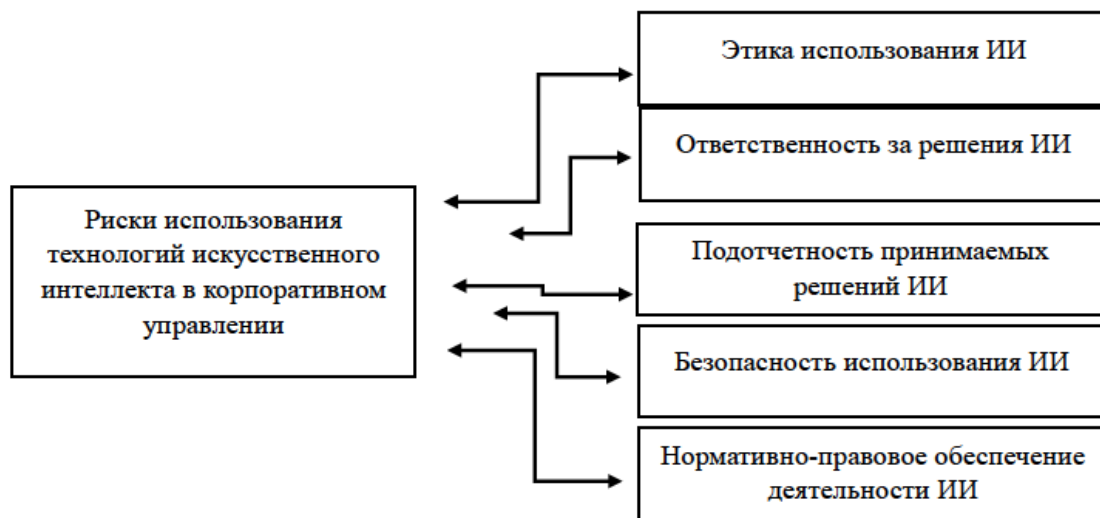 Этика использования ИИ
Ответственность за решения ИИ
Риски использования
технологий искусственного
интеллекта в корпоративном
управлении
Подотчетность принимаемых
решений ИИ
Безопасность использования ИИ
Нормативно-правовое обеспечение
деятельности ИИ